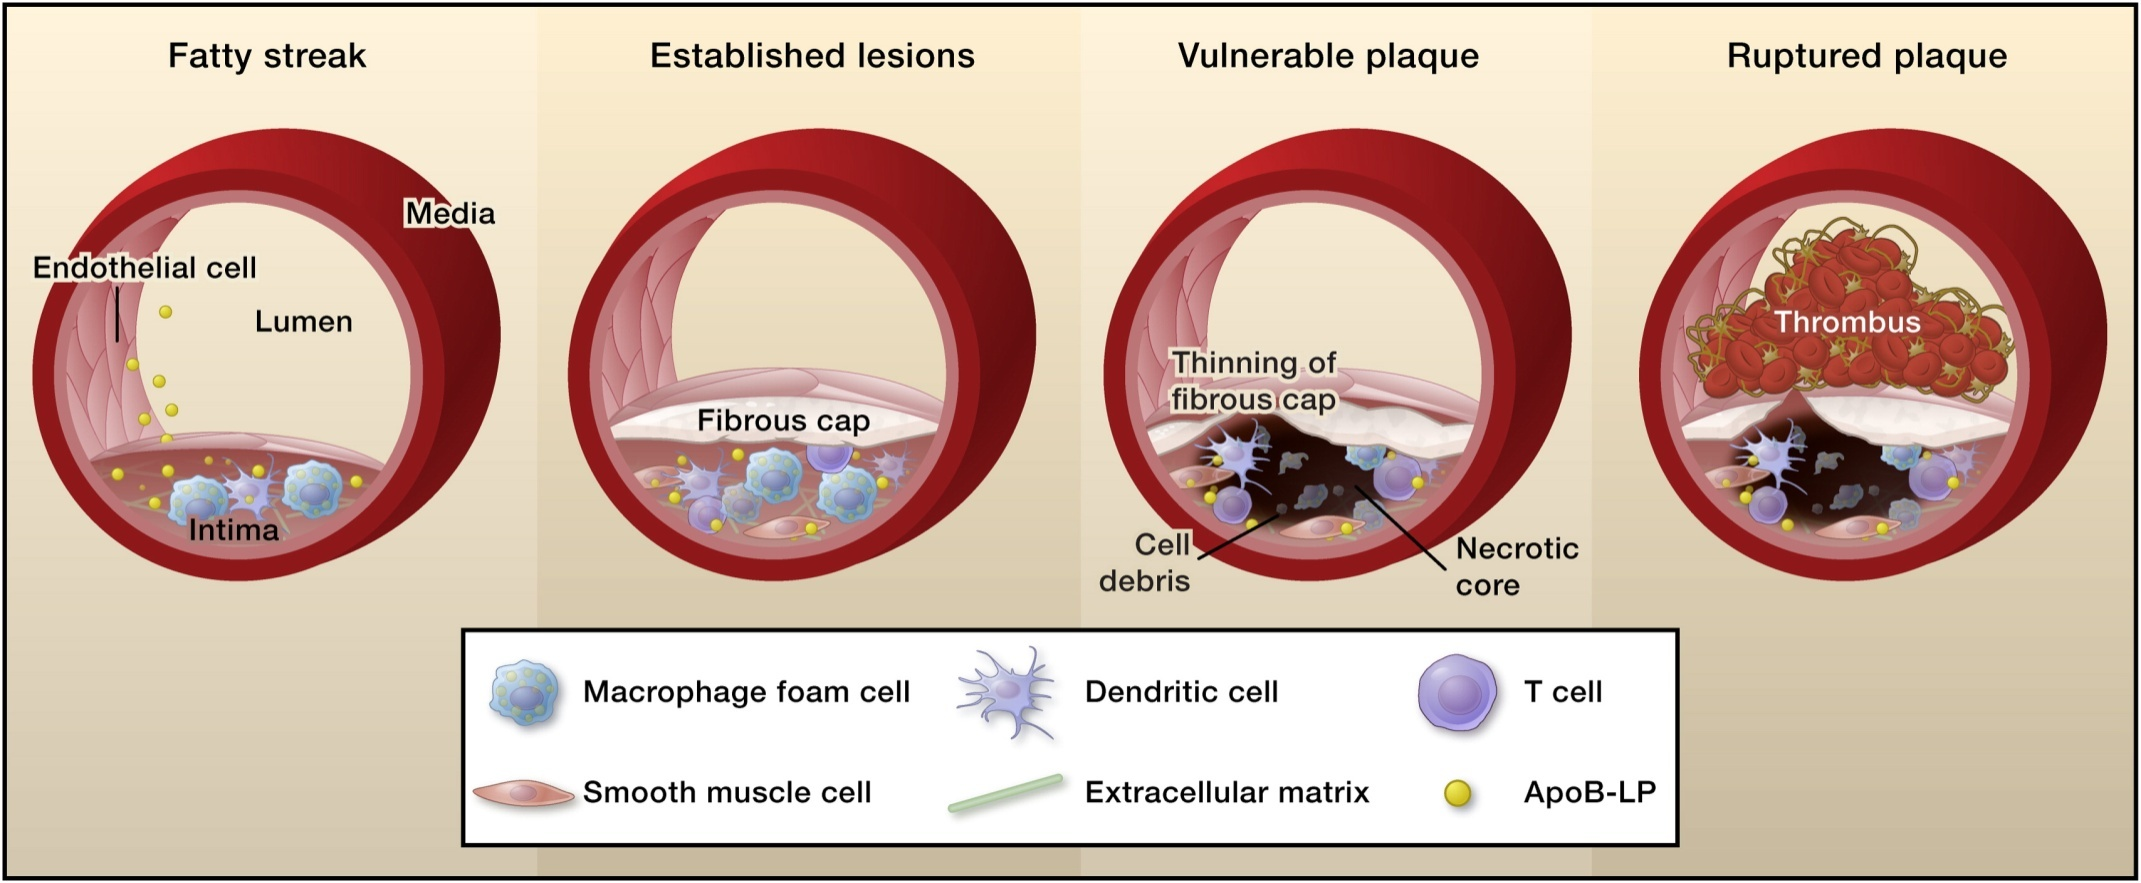 Fatty streak
Established lesions
Vulnerable plaque
Ruptured plaque
Media
Endothelial cell
Lumen
Intima
Fibrous cap
Thinning of
fibrous cap
Cell
debris
Necrotic
core
Thrombus
Macrophage foam cell
Dendritic cell
T cell
Smooth muscle cell
Extracellular matrix
ApoB-LP